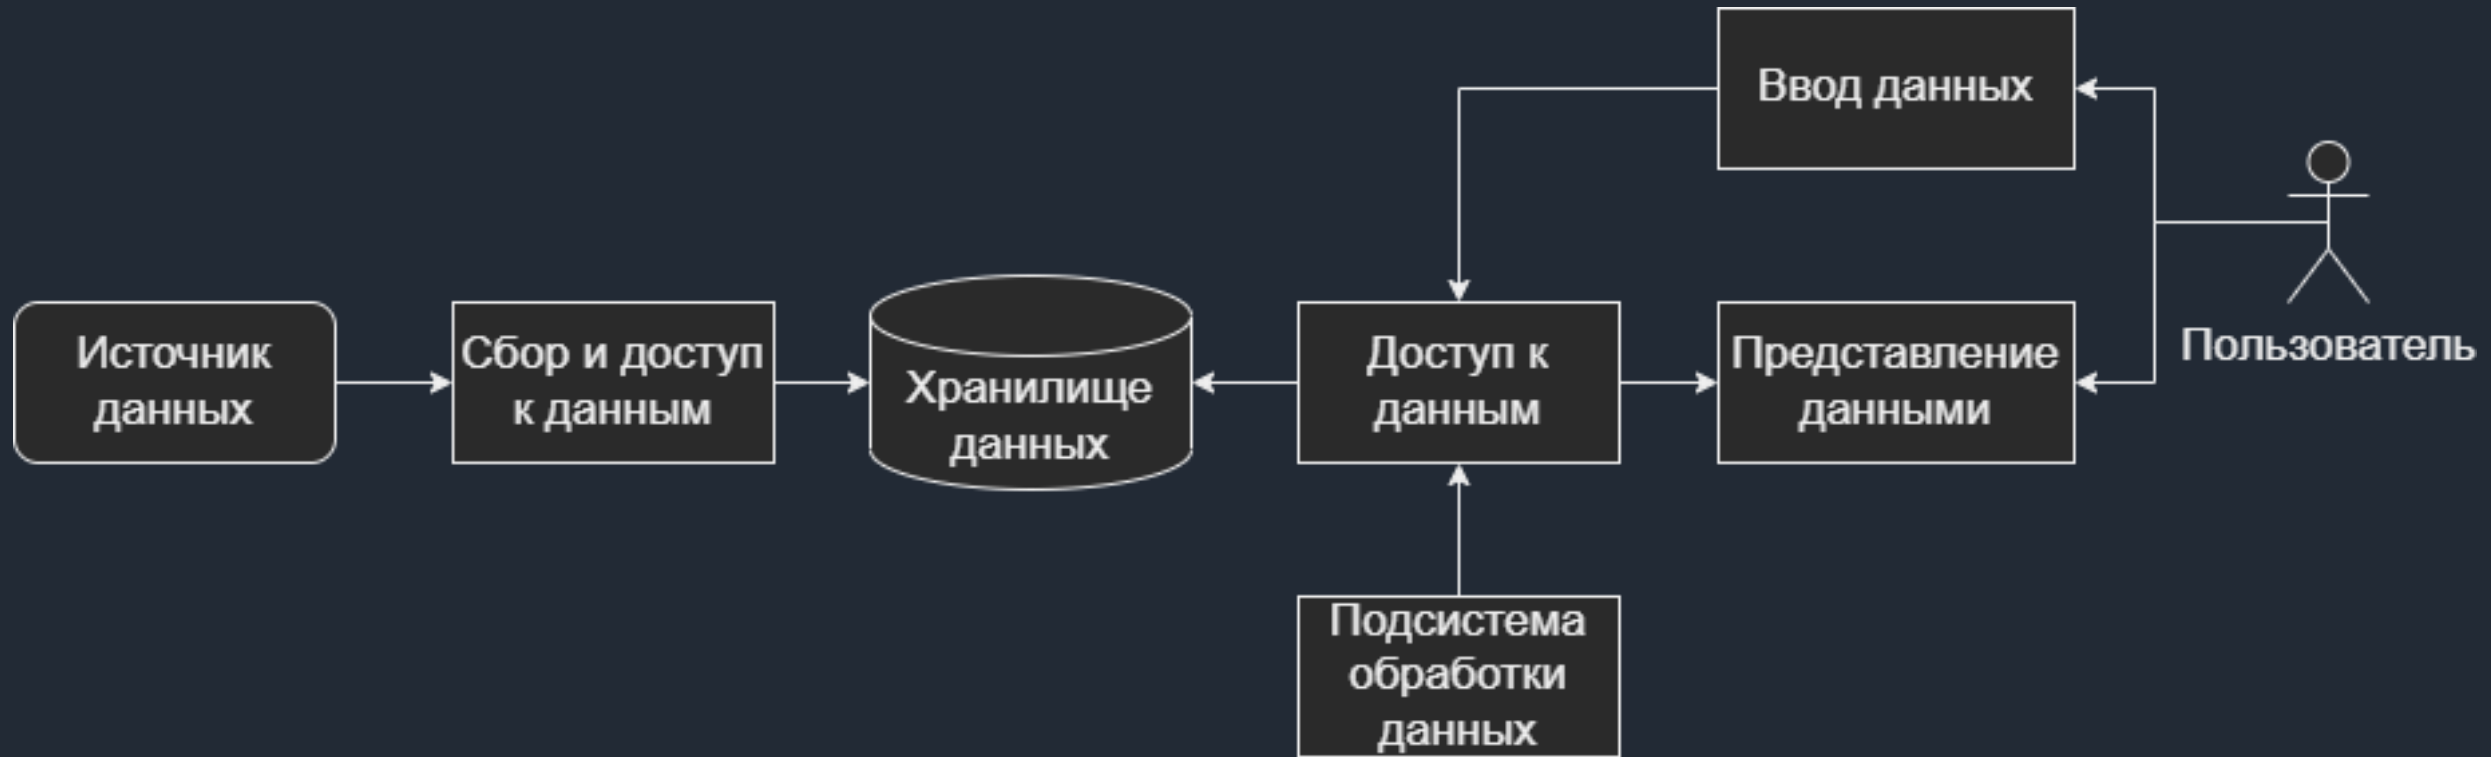 Ввод данных
Источник
данных
Сбор и доступ
к данным
Хранилище
данных
Доступ к
данным
Представление
данными
Пользователь
Подсистема
обработки
данных